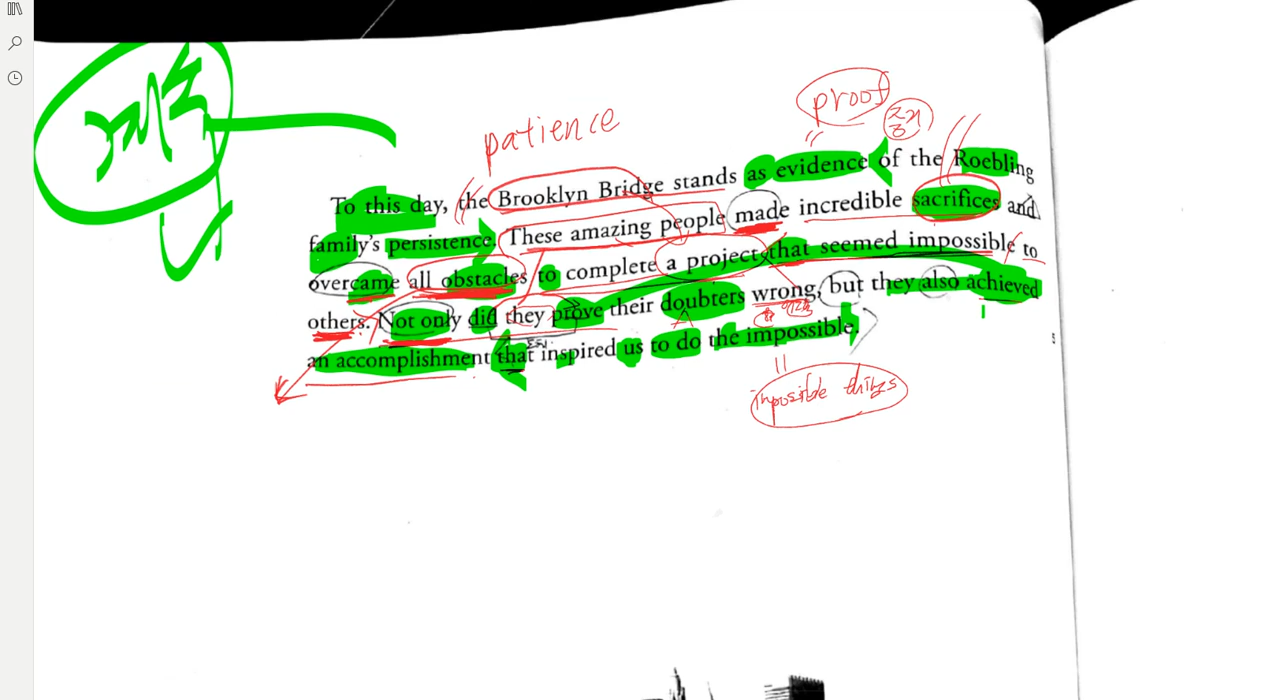 proof
patience
To this day, the Brooklyn Bridge stands as evidence of the Roebling
family's persistence. These amazing people made incredible sacrifices and
overcame all obstacles to complete a project that seemed impossible to
others. Not only did they prove their doubters wrong, but they also achieved
an accomplishment that inspired us to do the impossible.
impossible things